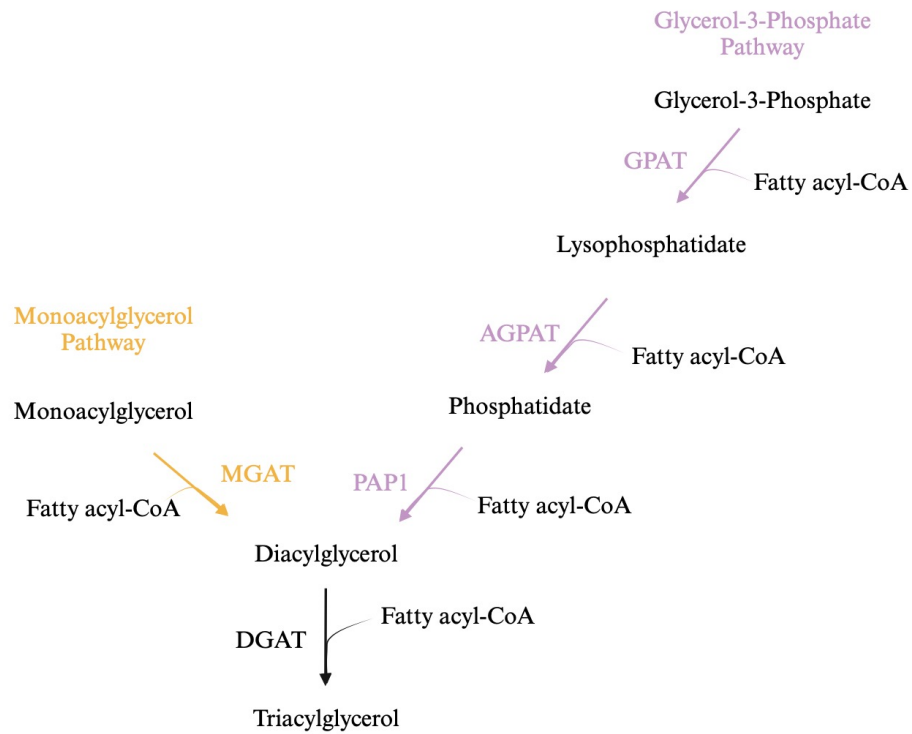 Glycerol-3-Phosphate
Pathway
Glycerol-3-Phosphate
GPAT
Fatty acyl-CoA
Lysophosphatidate
Monoacylglycerol
Pathway
AGPAT
Fatty acyl-CoA
Monoacylglycerol
Phosphatidate
MGAT
PAP1
Fatty acyl-CoA
Fatty acyl-CoA
Diacylglycerol
Fatty acyl-CoA
DGAT
Triacylglycerol